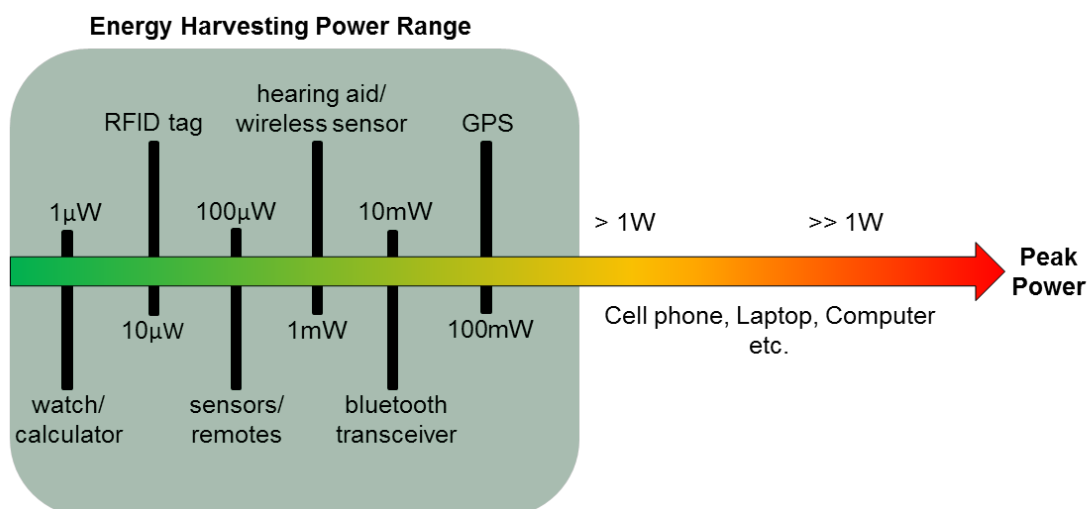 Energy Harvesting Power Range
hearing aid/
wireless sensor
RFID tag
GPS
1μW
100μW
10mW
> 1W
>> 1W
Peak
Power
10μW
1mW
100mW
Cell phone, Laptop, Computer
etc.
watch/
calculator
sensors/
remotes
bluetooth
transceiver